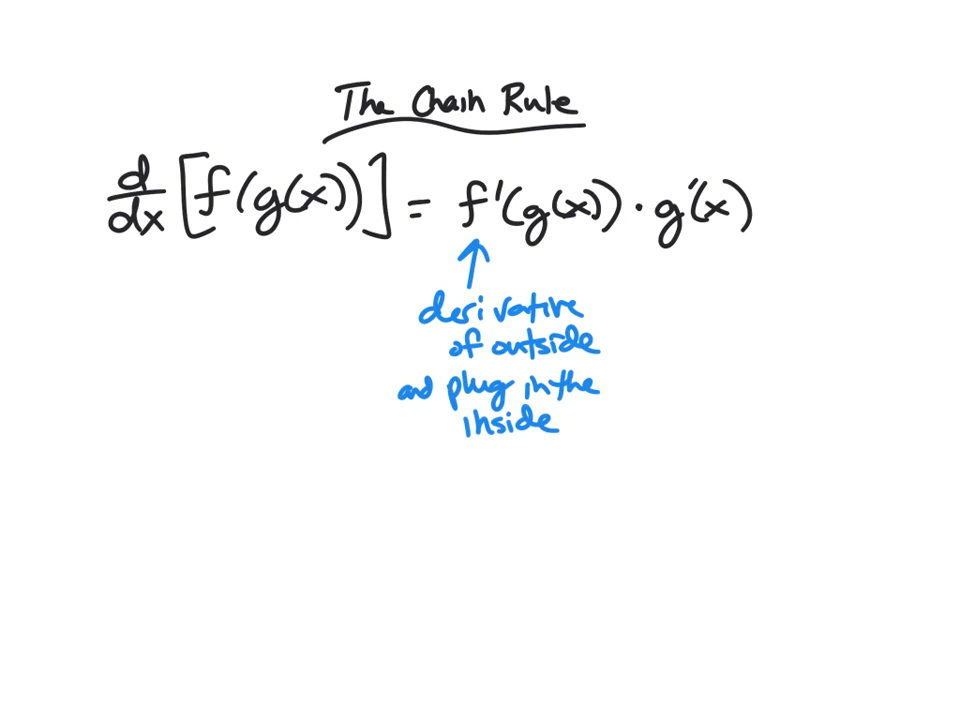 The Chain Rule
d/dx [f(g(x))] = f'(g(x)) · g'(x)
derivative
of outside
and plug in the
inside